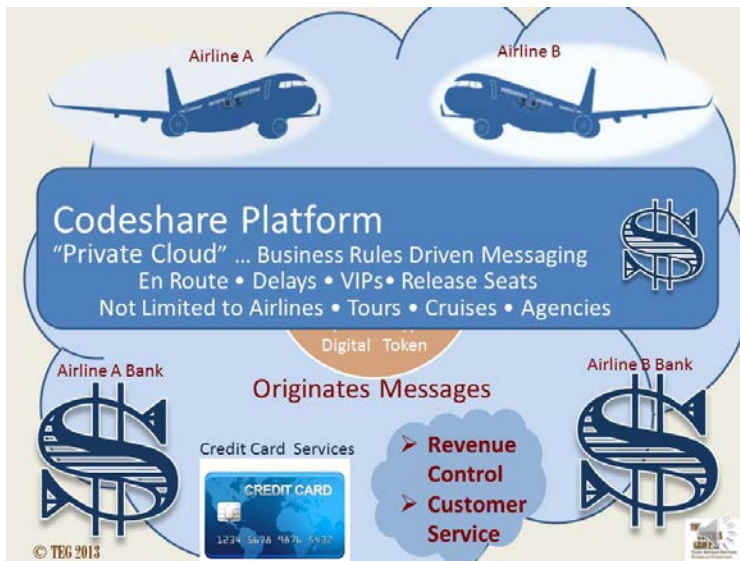 Airline A
Airline B
Codeshare Platform
“Private Cloud” ... Business Rules Driven Messaging
En Route • Delays • VIPs• Release Seats
Not Limited to Airlines • Tours • Cruises • Agencies
Digital Token
Airline A Bank
Airline B Bank
Originates Messages
Credit Card Services
CREDIT CARD
1234 5678 9876 5432
➢ Revenue
Control
➢ Customer
Service
© TEG 2013